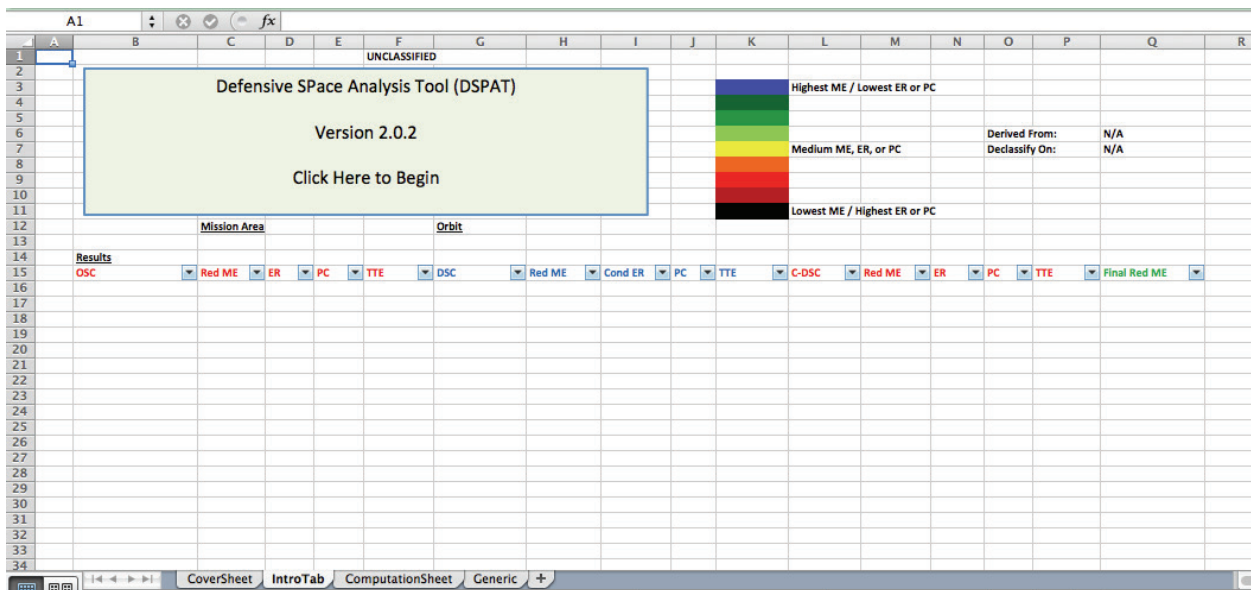 A1 fx
A B C D E F G H I J K L M N O P Q R
1 UNCLASSIFIED
2
Defensive SPace Analysis Tool (DSPAT)
3 Highest ME / Lowest ER or PC
4
5
Version 2.0.2
6 Derived From: N/A
7 Medium ME, ER, or PC Declassify On: N/A
8
Click Here to Begin
9
10
11 Lowest ME / Highest ER or PC
12 Mission Area Orbit
13
14 Results
15 OSC Red ME ER PC TTE DSC Red ME Cond ER PC TTE C-DSC Red ME ER PC TTE Final Red ME
16
17
18
19
20
21
22
23
24
25
26
27
28
29
30
31
32
33
34
CoverSheet IntroTab ComputationSheet Generic +